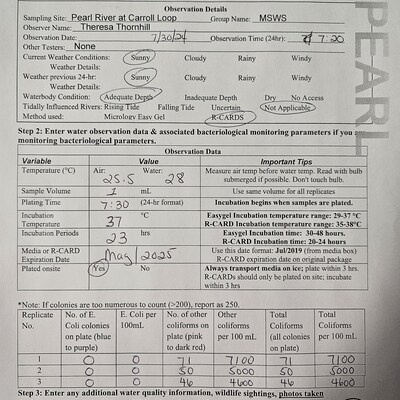 Observation Details
Sampling Site: Pearl River at Carroll Loop Group Name: MSWS
Observer Name: Theresa Thornhill
Observation Date: 7/30/24 Observation Time (24hr): 7:20
Other Testers: None
Current Weather Conditions: Sunny Cloudy Rainy Windy
Weather Details:
Weather previous 24-hr: Sunny Cloudy Rainy Windy
Weather Details:
Waterbody Condition: Adequate Depth Inadequate Depth Dry No Access
Tidally Influenced Rivers: Rising Tide Falling Tide Uncertain Not Applicable
Method used: Micrology Easy Gel R-CARDS
PEARL
Step 2: Enter water observation data & associated bacteriological monitoring parameters if you
monitoring bacteriological parameters.
Observation Data
Variable Value Important Tips
Temperature (°C) Air: 25.5 Water: 28 Measure air temp before water temp. Read with bulb
submerged if possible. Don't touch bulb.
Sample Volume 1 mL Use same volume for all replicates
Plating Time 7:30 (24-hr format) Incubation begins when samples are plated.
Incubation Temperature 37 °C Easygel Incubation temperature range: 29-37 °C
R-CARD Incubation temperature range: 35-38°C
Incubation Periods 23 hrs Easygel Incubation time: 30-48 hours.
R-CARD Incubation time: 20-24 hours
Media or R-CARD Expiration Date May/2025 Use this date format: Jul/2019 (from media box)
R-CARD expiration date on original package
Plated onsite Yes No Always transport media on ice; plate within 3 hrs.
R-CARDs should only be plated on site; incubate
within 3 hrs
*Note: If colonies are too numerous to count (>200), report as 250.
Replicate No. No. of E. Coli colonies on plate (blue to purple) E. Coli per 100mL No. of other coliforms on plate (pink to dark red) Other coliforms per 100 mL Total Coliforms (all colonies on plate) Total Coliforms per 100 mL
1 0 0 71 7100 71 7100
2 0 0 50 5000 50 5000
3 0 0 46 4600 46 4600
Step 3: Enter any additional water quality information, wildlife sightings, photos taken